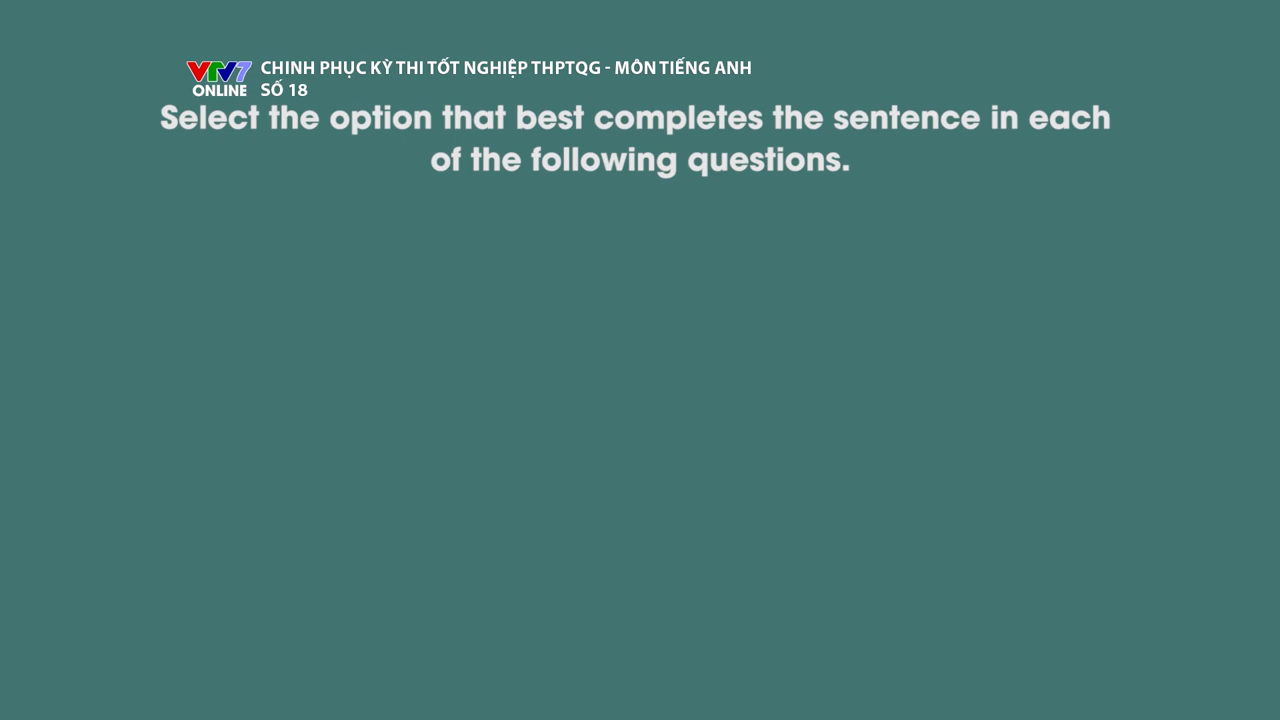 VTV7
ONLINE
CHINH PHỤC KỲ THI TỐT NGHIỆP THPTQG - MÔN TIẾNG ANH
SỐ 18
Select the option that best completes the sentence in each
of the following questions.